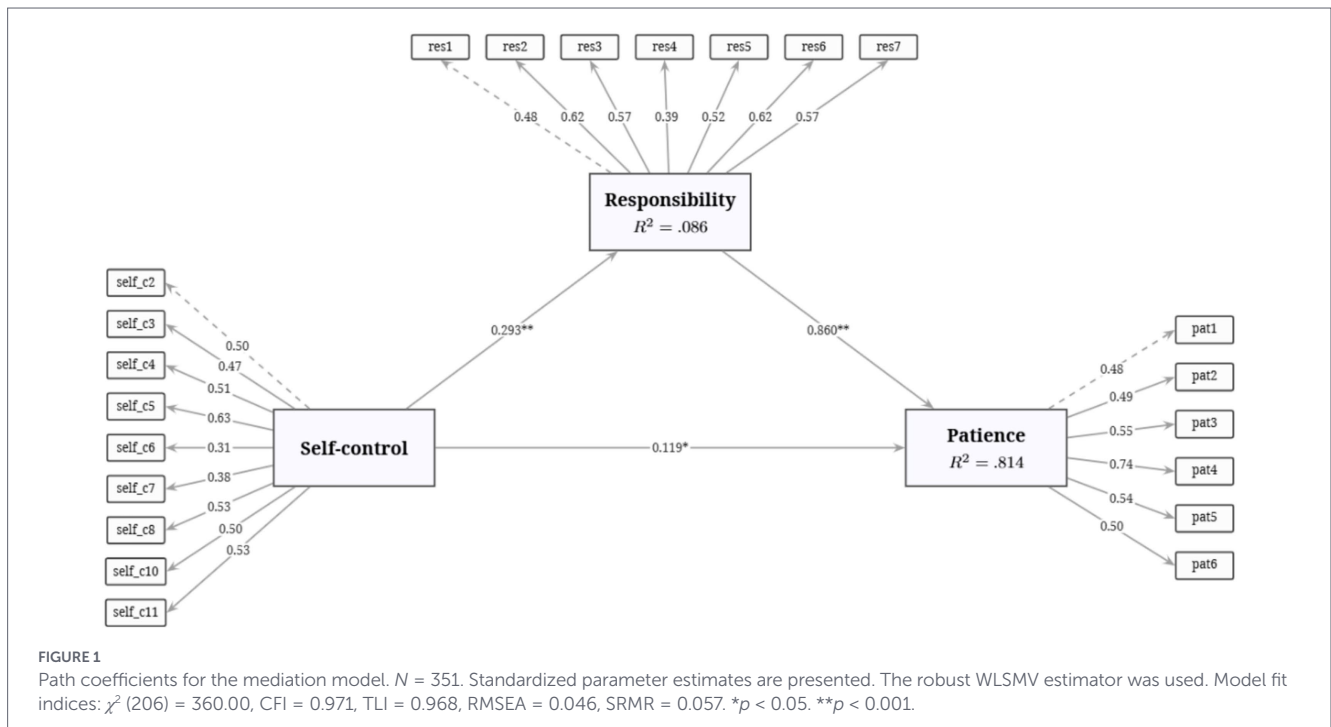 res1 res2 res3 res4 res5 res6 res7
0.48 0.62 0.57 0.39 0.52 0.62 0.57
Responsibility
R² = .086
self_c2
self_c3
self_c4
self_c5
self_c6
self_c7
self_c8
self_c10
self_c11
0.50
0.47
0.51
0.63
0.31
0.38
0.53
0.50
0.53
Self-control
0.293**
0.860**
0.119*
Patience
R² = .814
0.48
0.49
0.55
0.74
0.54
0.50
pat1
pat2
pat3
pat4
pat5
pat6
FIGURE 1
Path coefficients for the mediation model. N = 351. Standardized parameter estimates are presented. The robust WLSMV estimator was used. Model fit
indices: χ² (206) = 360.00, CFI = 0.971, TLI = 0.968, RMSEA = 0.046, SRMR = 0.057. *p < 0.05. **p < 0.001.